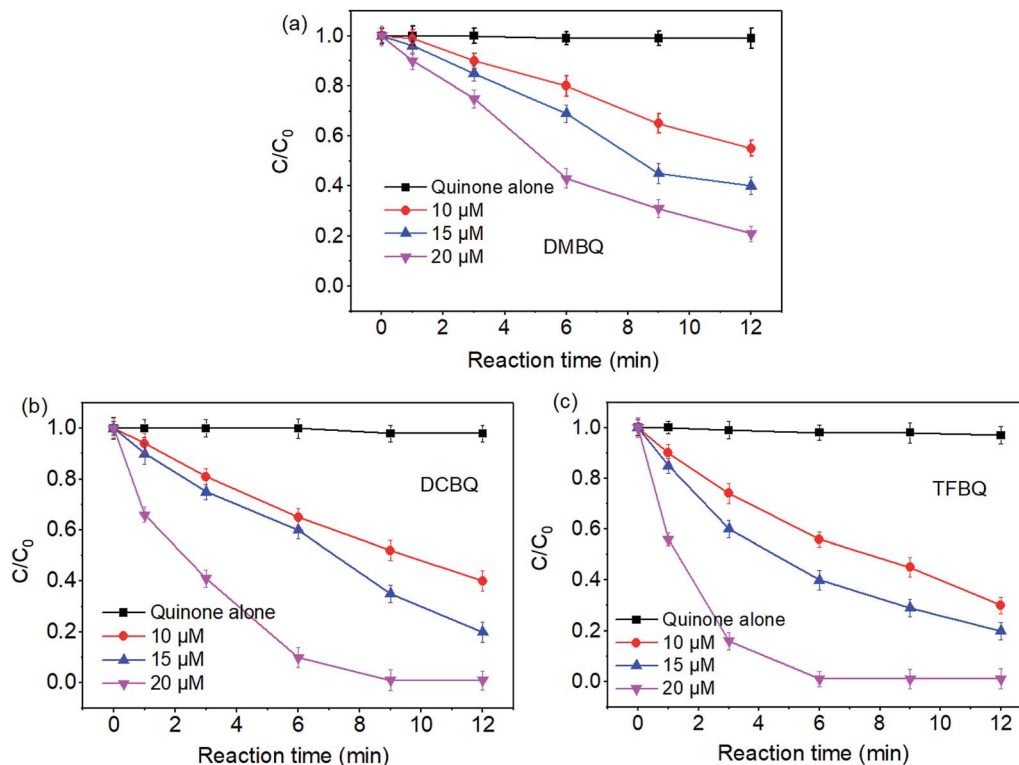 (a)
1.0
0.8
0.6
0.4
0.2
0.0
C/C₀
Quinone alone
10 μM
15 μM
20 μM
DMBQ
0 2 4 6 8 10 12
Reaction time (min)
(b)
1.0
0.8
0.6
0.4
0.2
0.0
C/C₀
DCBQ
Quinone alone
10 μM
15 μM
20 μM
0 2 4 6 8 10 12
Reaction time (min)
(c)
1.0
0.8
0.6
0.4
0.2
0.0
C/C₀
TFBQ
Quinone alone
10 μM
15 μM
20 μM
0 2 4 6 8 10 12
Reaction time (min)